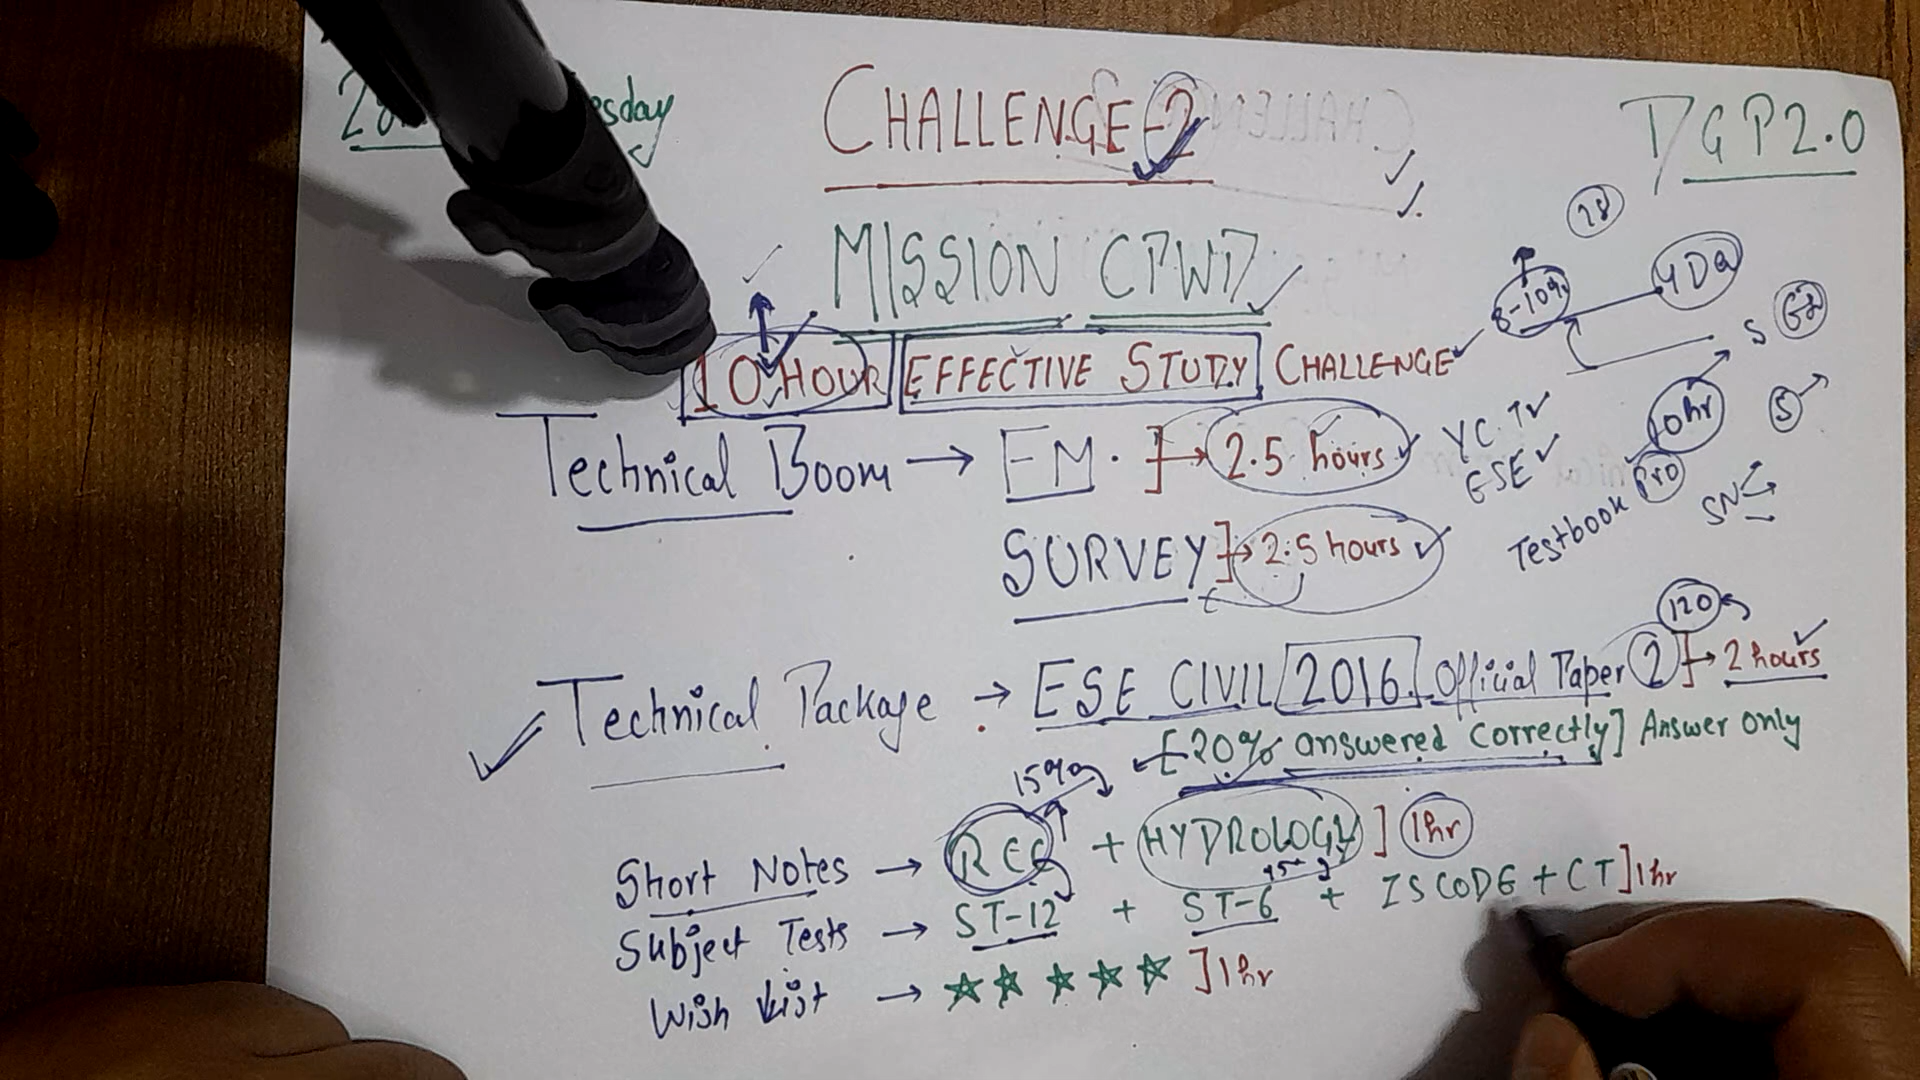 CHALLENGE-2
TGP2.0
MISSION CPWD
28
8-10%
10 HOUR EFFECTIVE STUDY CHALLENGE
Technical Boom → FM. ] → 2.5 hours
YC T
ESE
10hr
S
Testbook Pro
SN
SURVEY ] → 2.5 hours
120
Technical Package → ESE CIVIL 2016 Official Paper 2 ] → 2 hours
[20% answered correctly] Answer only
15%
Short Notes → RCC + HYDROLOGY ] 1hr
Subject Tests → ST-12 + ST-6 + IS CODE + CT ] 1hr
Wish List → ☆ ☆ ☆ ☆ ☆ ] 1hr